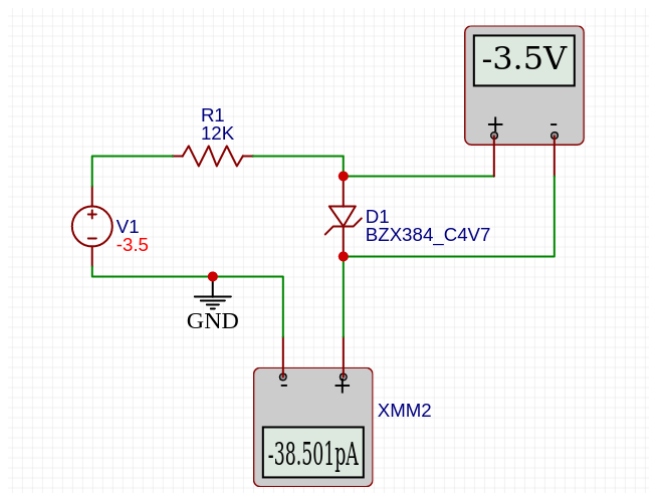 -3.5V
+ -
R1
12K
+
V1
-
-3.5
D1
BZX384_C4V7
GND
- +
XMM2
-38.501pA